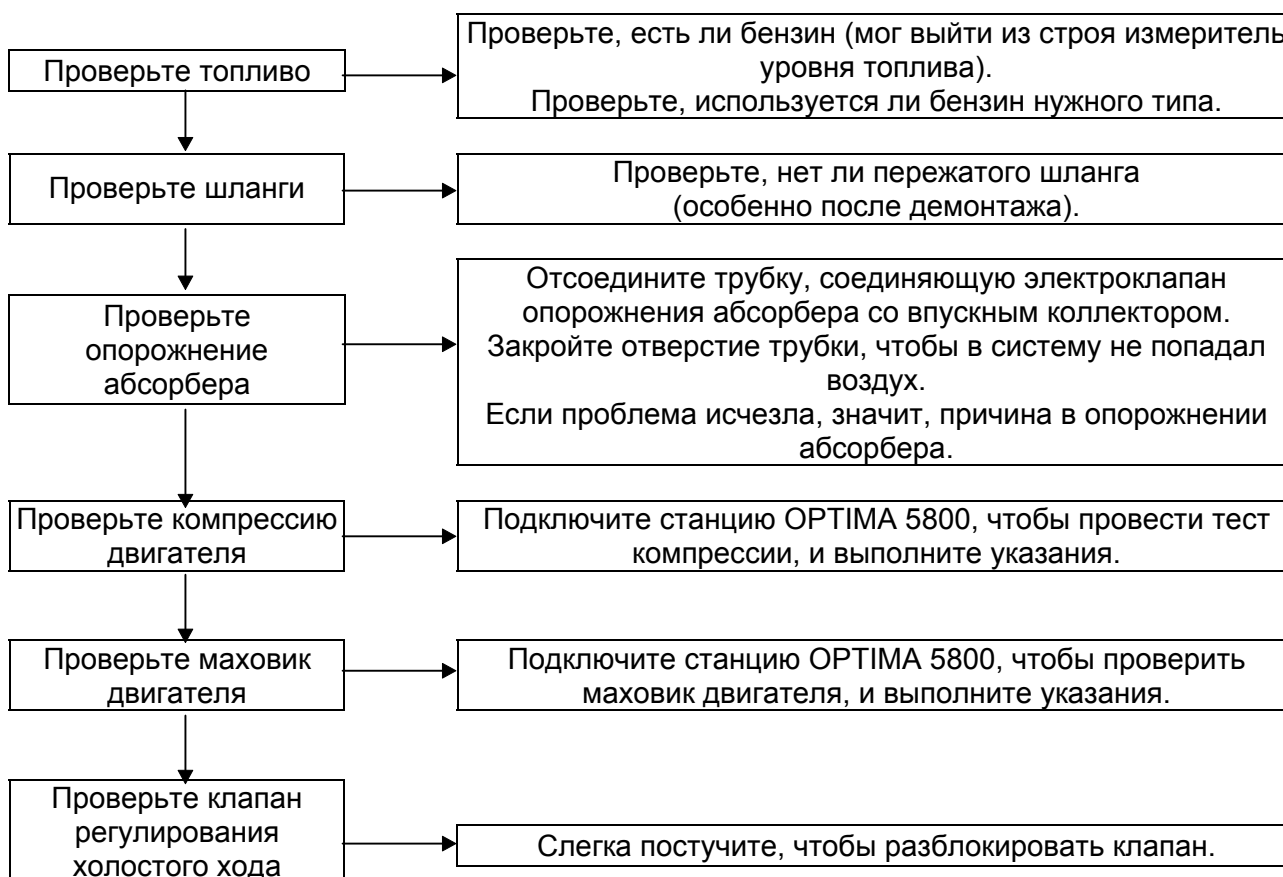 Проверьте топливо
Проверьте, есть ли бензин (мог выйти из строя измеритель
уровня топлива).
Проверьте, используется ли бензин нужного типа.
Проверьте шланги
Проверьте, нет ли пережатого шланга
(особенно после демонтажа).
Проверьте
опорожнение
абсорбера
Отсоедините трубку, соединяющую электроклапан
опорожнения абсорбера со впускным коллектором.
Закройте отверстие трубки, чтобы в систему не попадал
воздух.
Если проблема исчезла, значит, причина в опорожнении
абсорбера.
Проверьте компрессию
двигателя
Подключите станцию OPTIMA 5800, чтобы провести тест
компрессии, и выполните указания.
Проверьте маховик
двигателя
Подключите станцию OPTIMA 5800, чтобы проверить
маховик двигателя, и выполните указания.
Проверьте клапан
регулирования
холостого хода
Слегка постучите, чтобы разблокировать клапан.